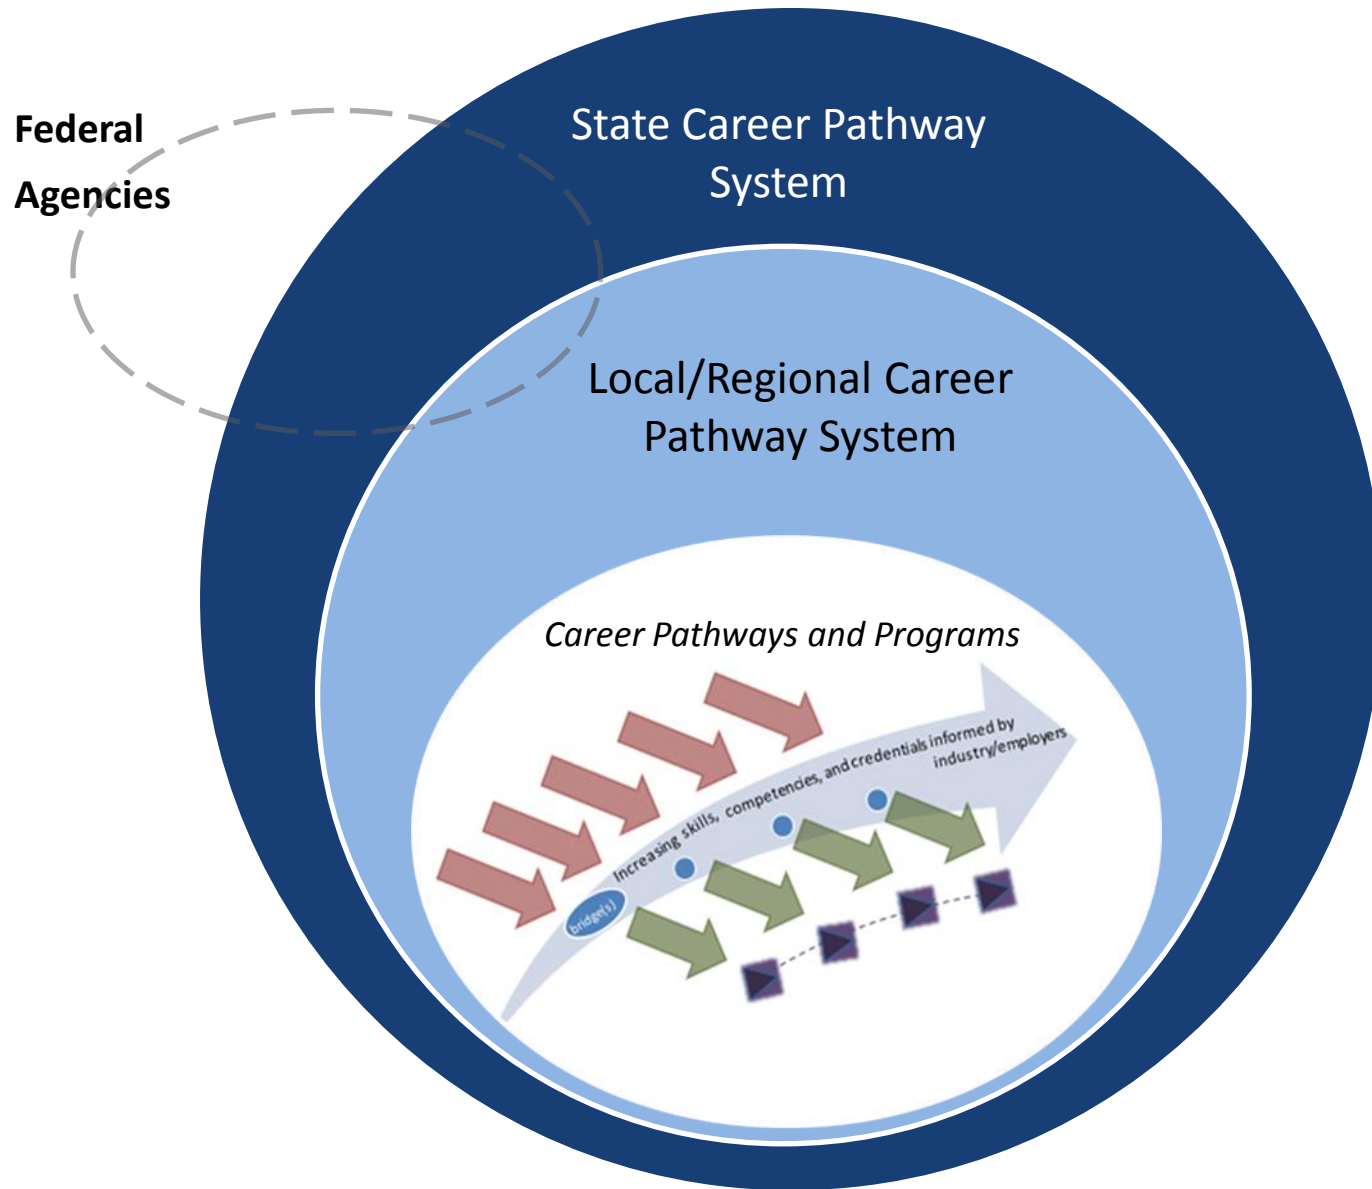 Federal
Agencies
State Career Pathway
System
Local/Regional Career
Pathway System
Career Pathways and Programs
Increasing skills, competencies, and credentials informed by
industry/employers
bridge(s)